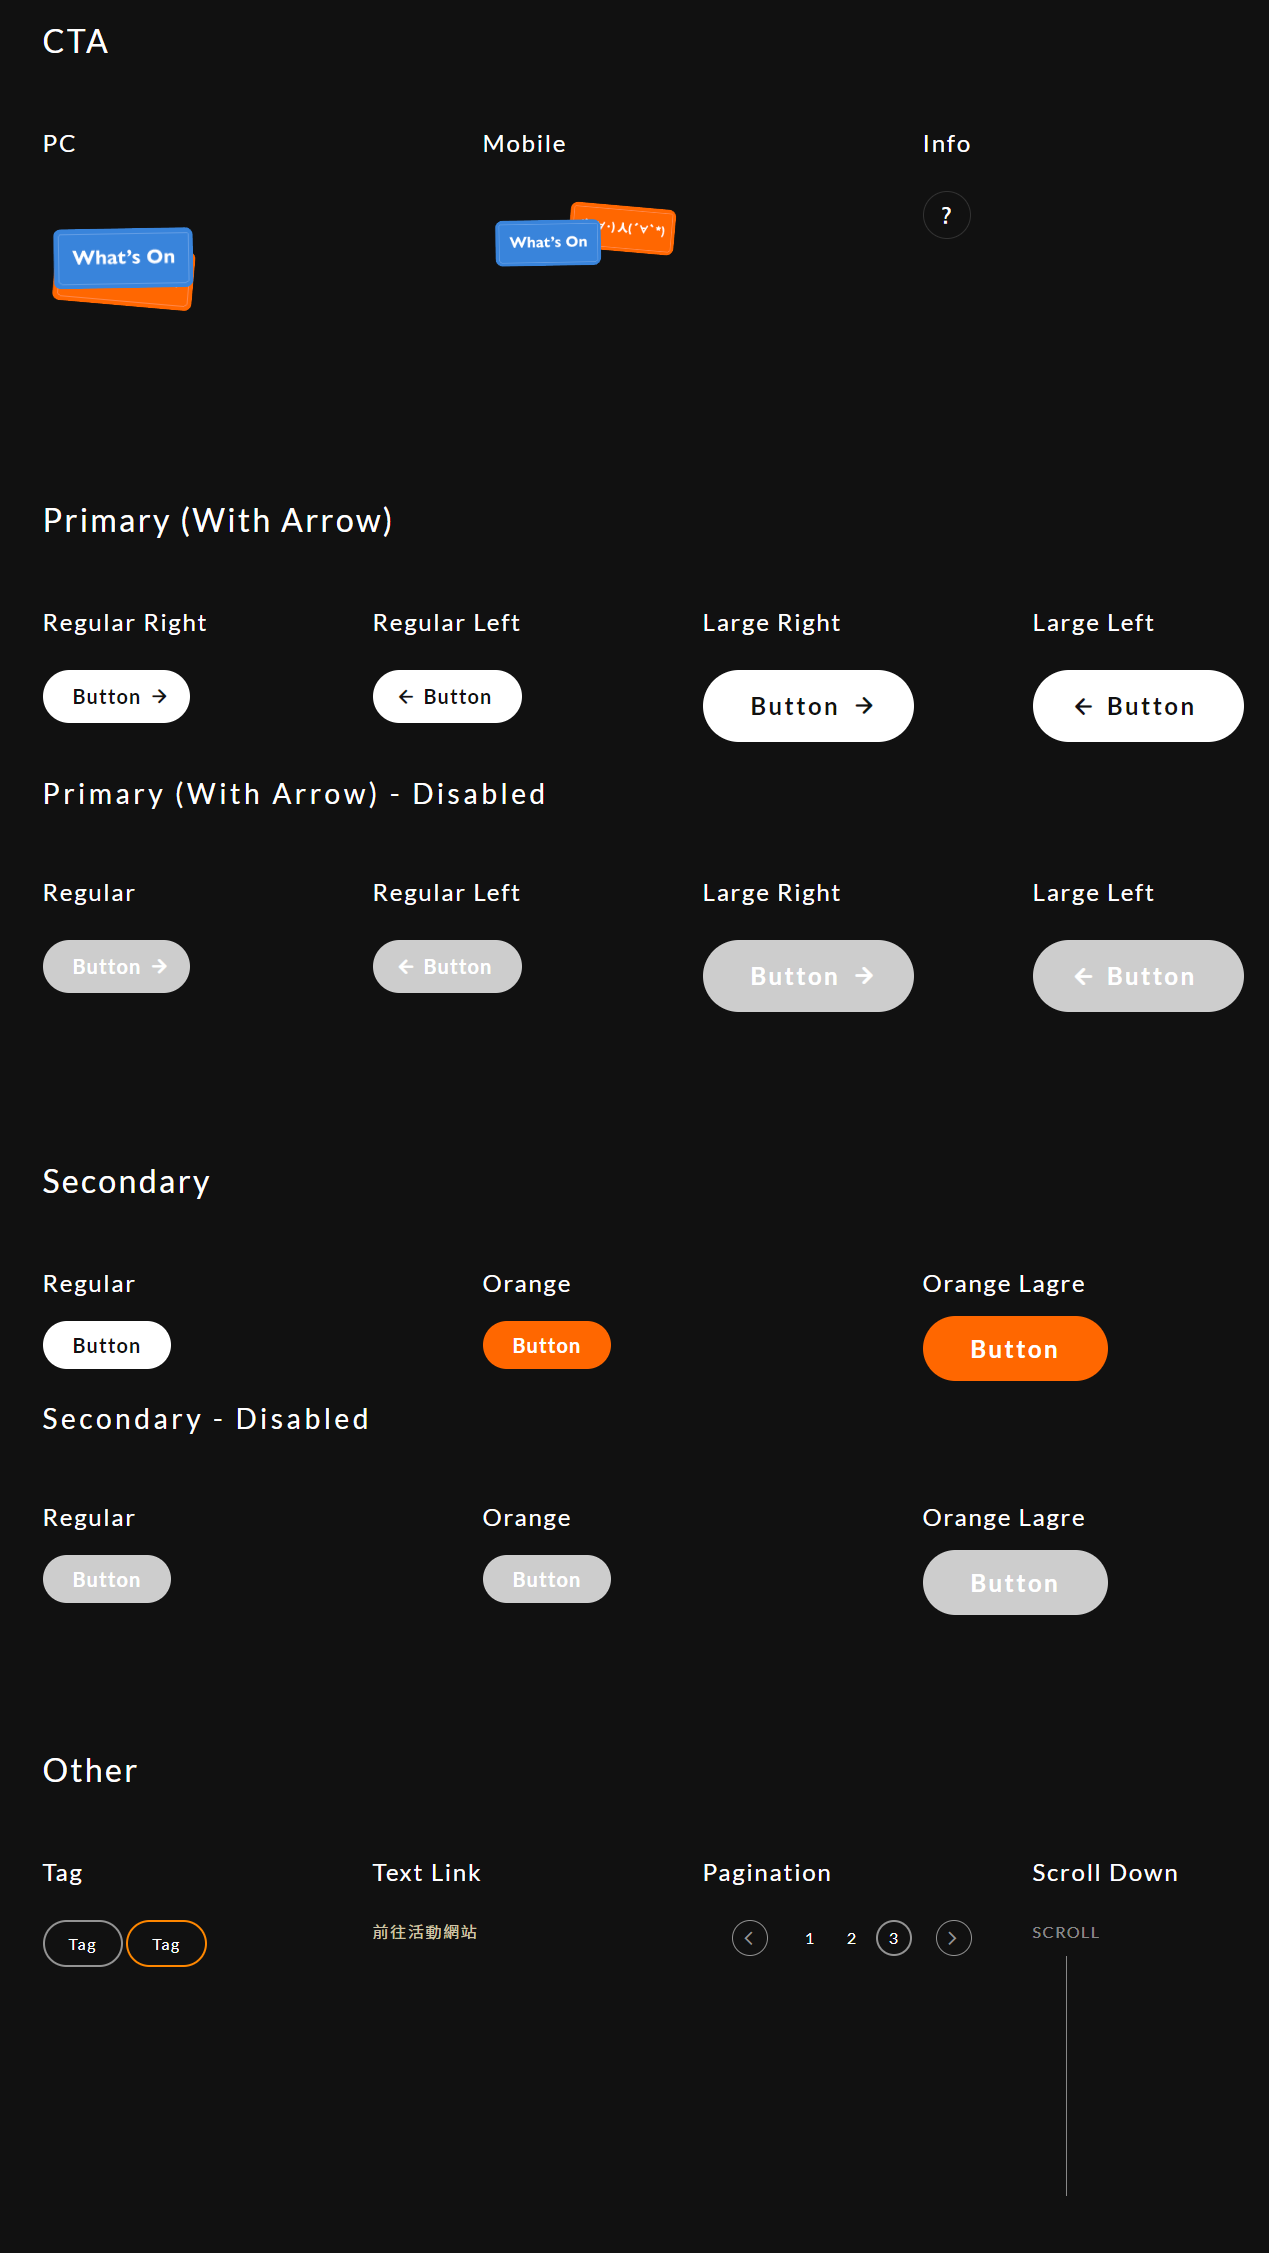 CTA
PC Mobile Info
What's On What's On ?
Primary (With Arrow)
Regular Right Regular Left Large Right Large Left
Button → ← Button Button → ← Button
Primary (With Arrow) - Disabled
Regular Regular Left Large Right Large Left
Button → ← Button Button → ← Button
Secondary
Regular Orange Orange Lagre
Button Button Button
Secondary - Disabled
Regular Orange Orange Lagre
Button Button Button
Other
Tag Text Link Pagination Scroll Down
Tag Tag 前往活動網站 1 2 3 SCROLL